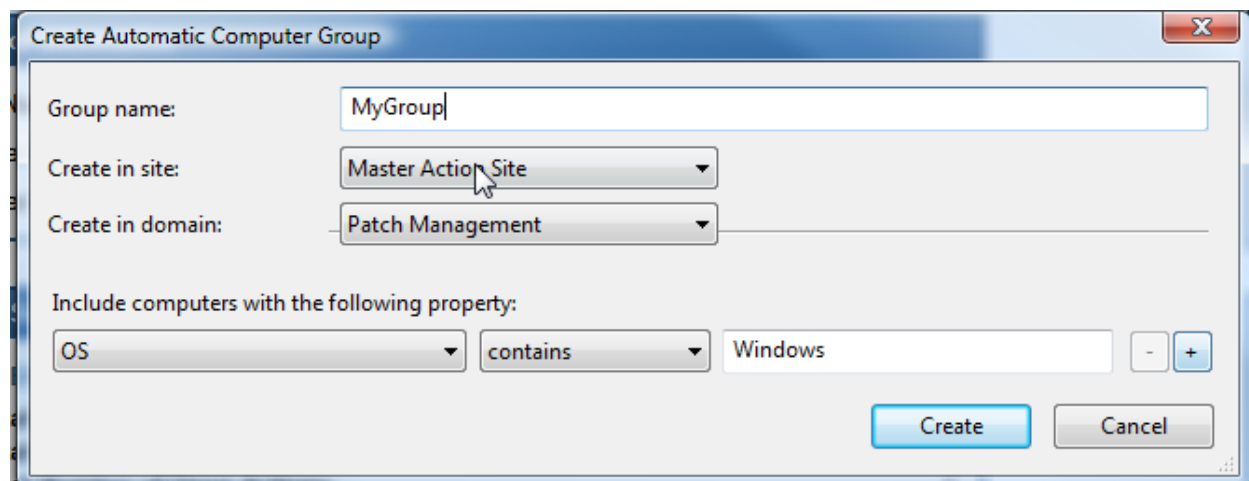 Create Automatic Computer Group
Group name: MyGroup
Create in site: Master Action Site
Create in domain: Patch Management
Include computers with the following property:
OS contains Windows - +
Create Cancel